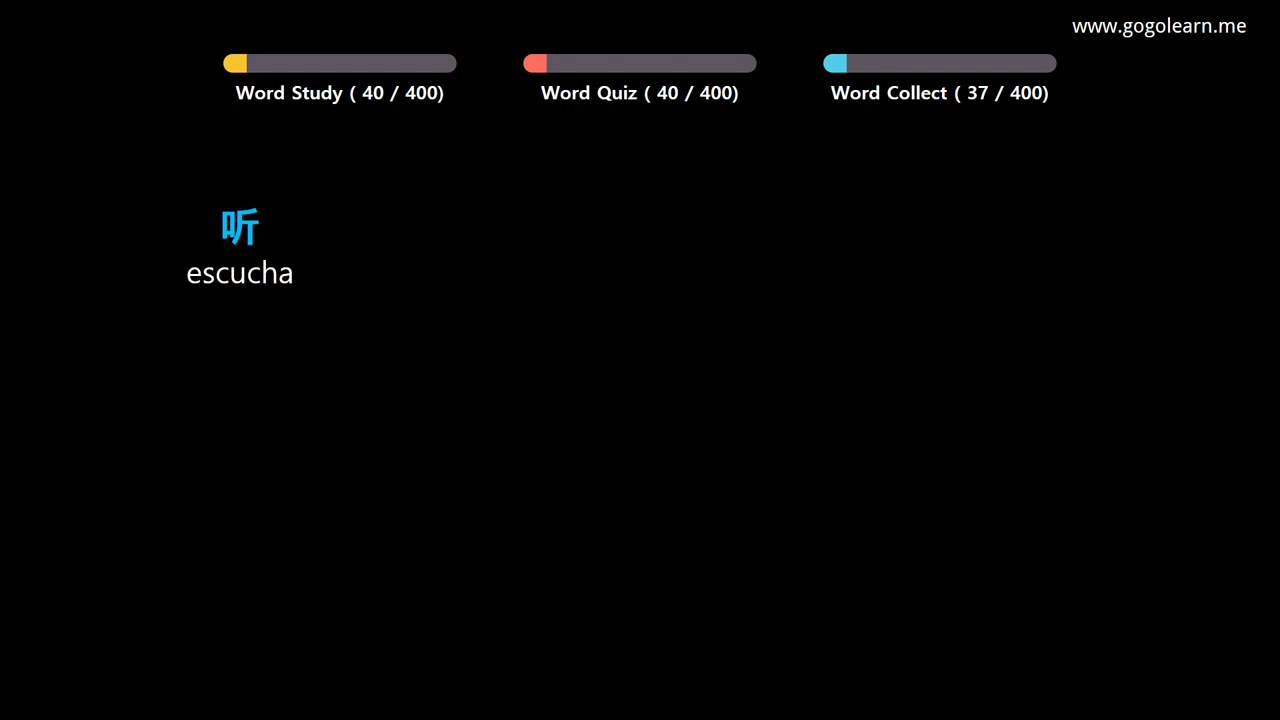 www.gogolearn.me
Word Study ( 40 / 400)
Word Quiz ( 40 / 400)
Word Collect ( 37 / 400)
听
escucha